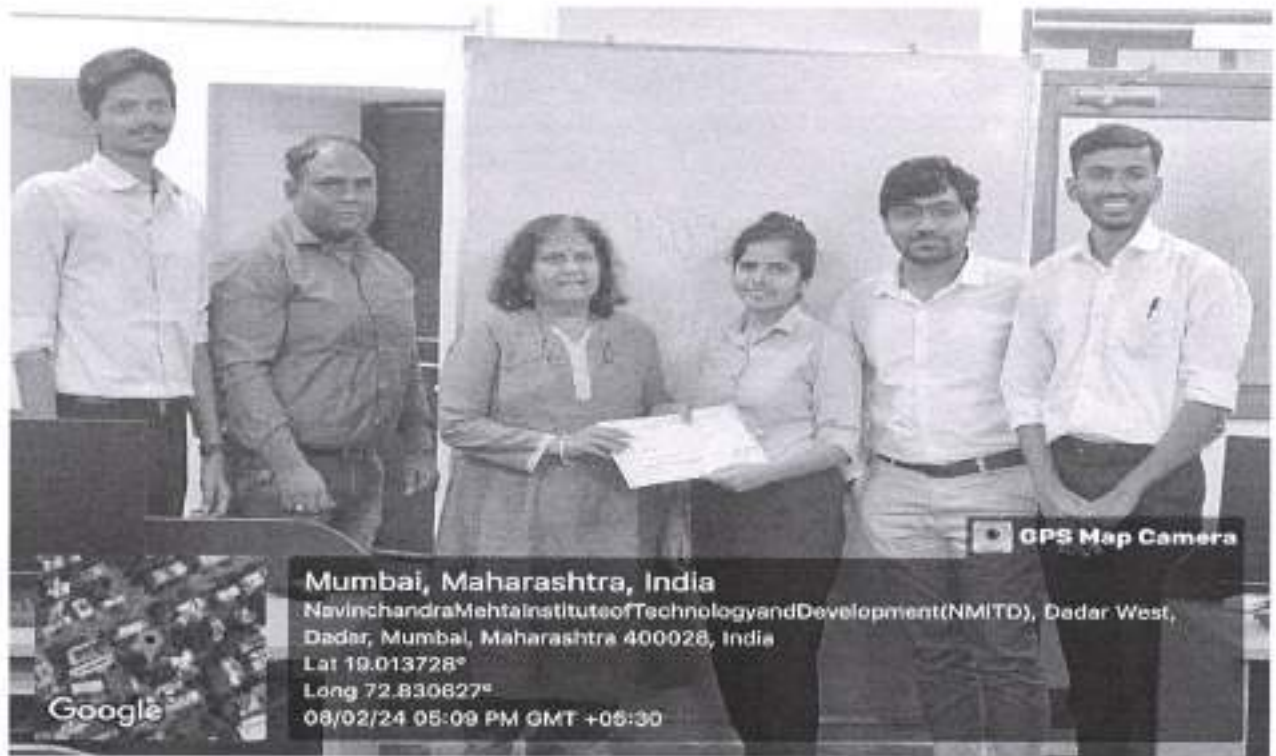 GPS Map Camera
Mumbai, Maharashtra, India
NavinchandraMehtaInstituteofTechnologyandDevelopment(NMITD), Dadar West,
Dadar, Mumbai, Maharashtra 400028, India
Lat 19.013728°
Long 72.830627°
08/02/24 05:09 PM GMT +05:30
Google